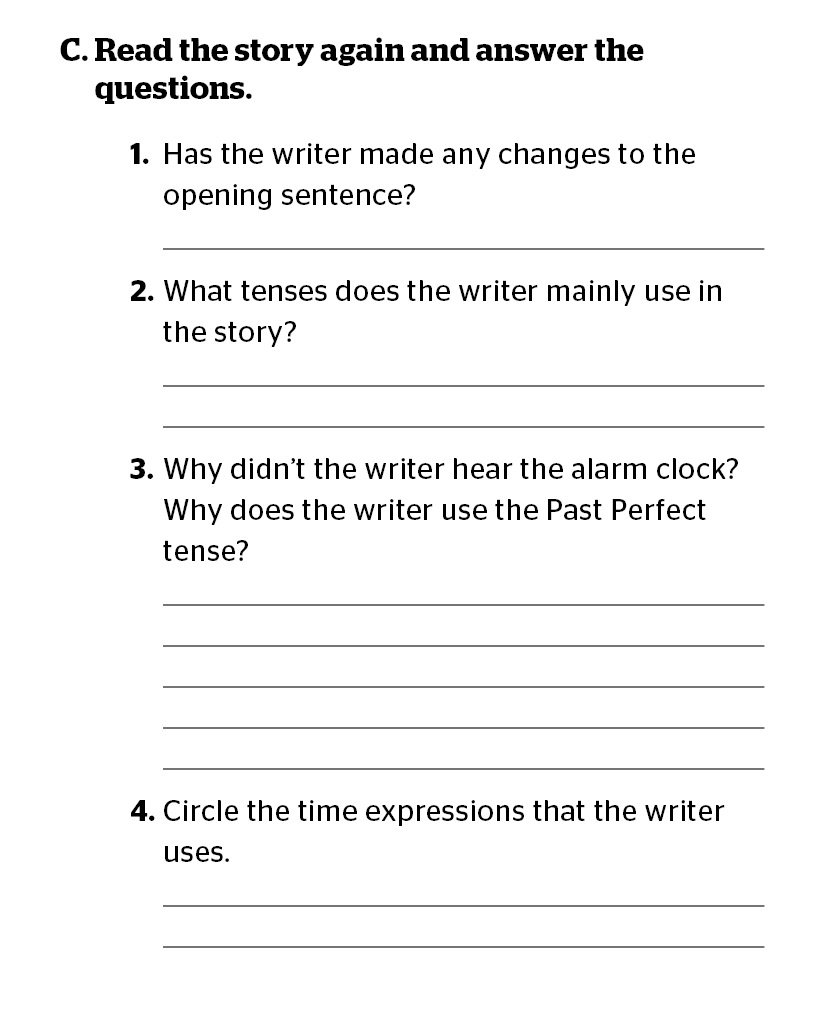 C. Read the story again and answer the
questions.
1. Has the writer made any changes to the
opening sentence?
2. What tenses does the writer mainly use in
the story?
3. Why didn’t the writer hear the alarm clock?
Why does the writer use the Past Perfect
tense?
4. Circle the time expressions that the writer
uses.